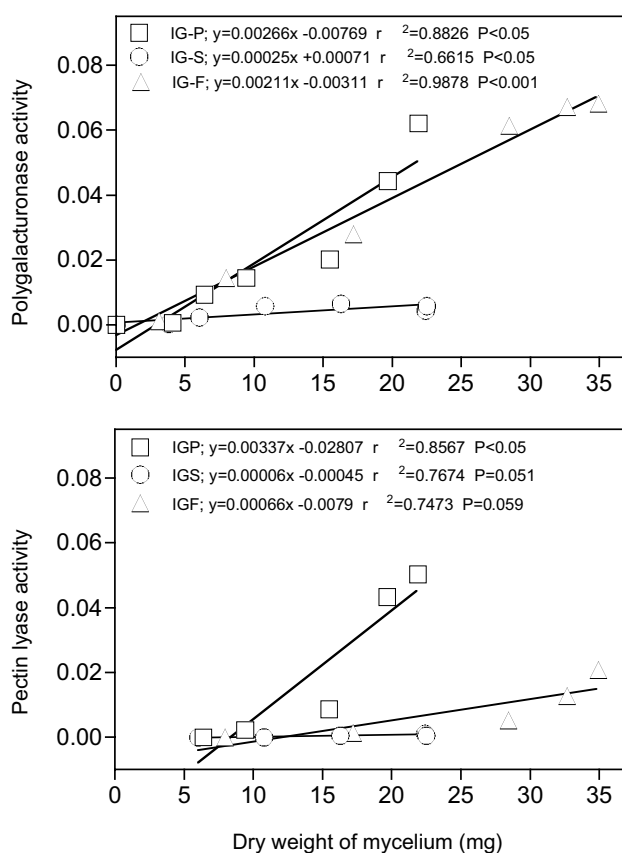 IG-P; y=0.00266x -0.00769 r ²=0.8826 P<0.05
IG-S; y=0.00025x +0.00071 r ²=0.6615 P<0.05
IG-F; y=0.00211x -0.00311 r ²=0.9878 P<0.001
0.08
0.06
0.04
0.02
0.00
Polygalacturonase activity
0 5 10 15 20 25 30 35
IGP; y=0.00337x -0.02807 r ²=0.8567 P<0.05
IGS; y=0.00006x -0.00045 r ²=0.7674 P=0.051
IGF; y=0.00066x -0.0079 r ²=0.7473 P=0.059
0.08
0.06
0.04
0.02
0.00
Pectin lyase activity
0 5 10 15 20 25 30 35
Dry weight of mycelium (mg)